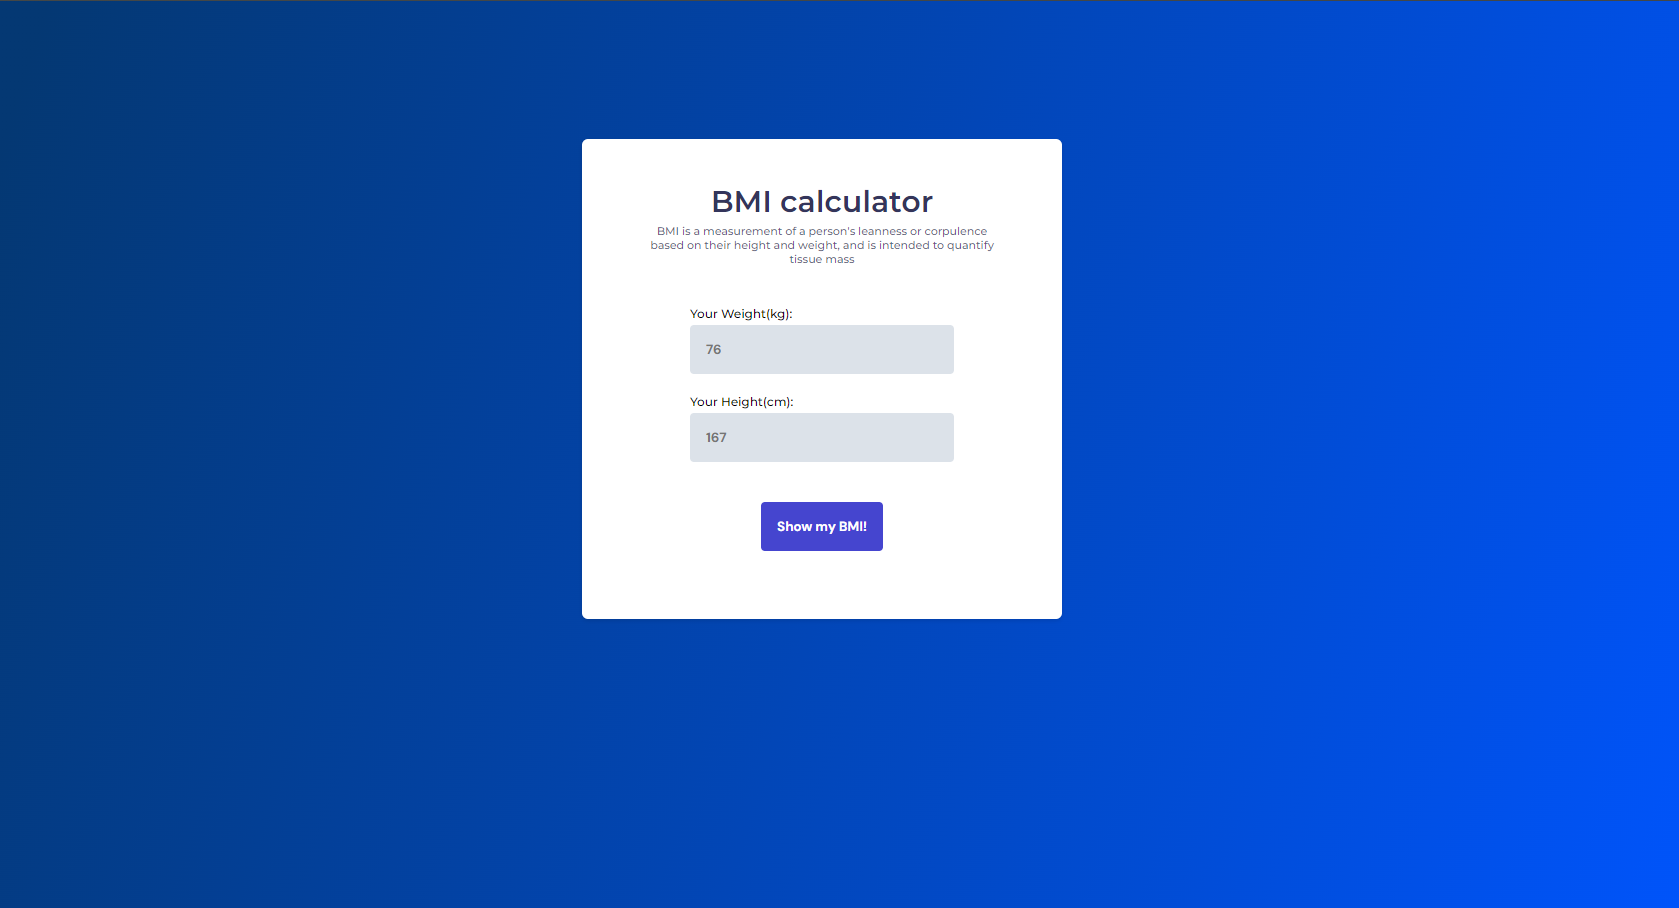 BMI calculator
BMI is a measurement of a person's leanness or corpulence
based on their height and weight, and is intended to quantify
tissue mass
Your Weight(kg):
76
Your Height(cm):
167
Show my BMI!